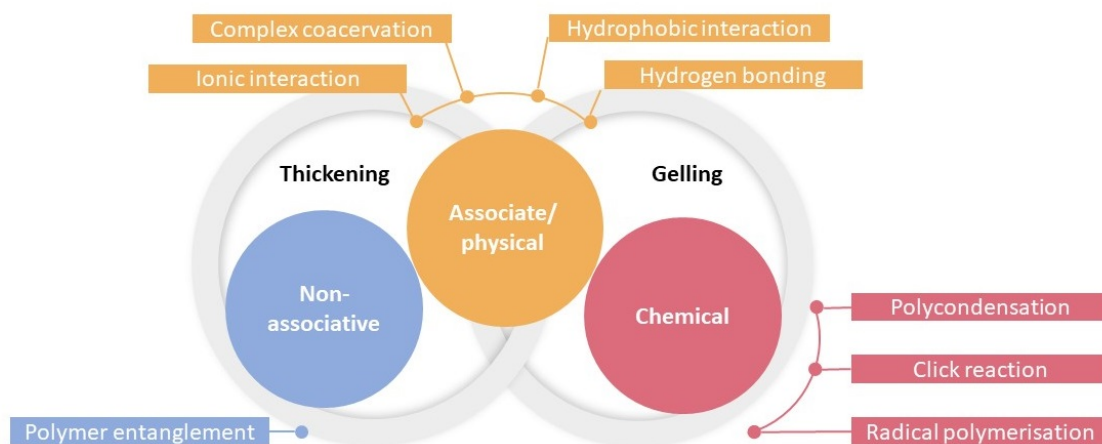 Complex coacervation
Hydrophobic interaction
Ionic interaction
Hydrogen bonding
Thickening
Gelling
Associate/
physical
Non-
associative
Chemical
Polycondensation
Click reaction
Polymer entanglement
Radical polymerisation